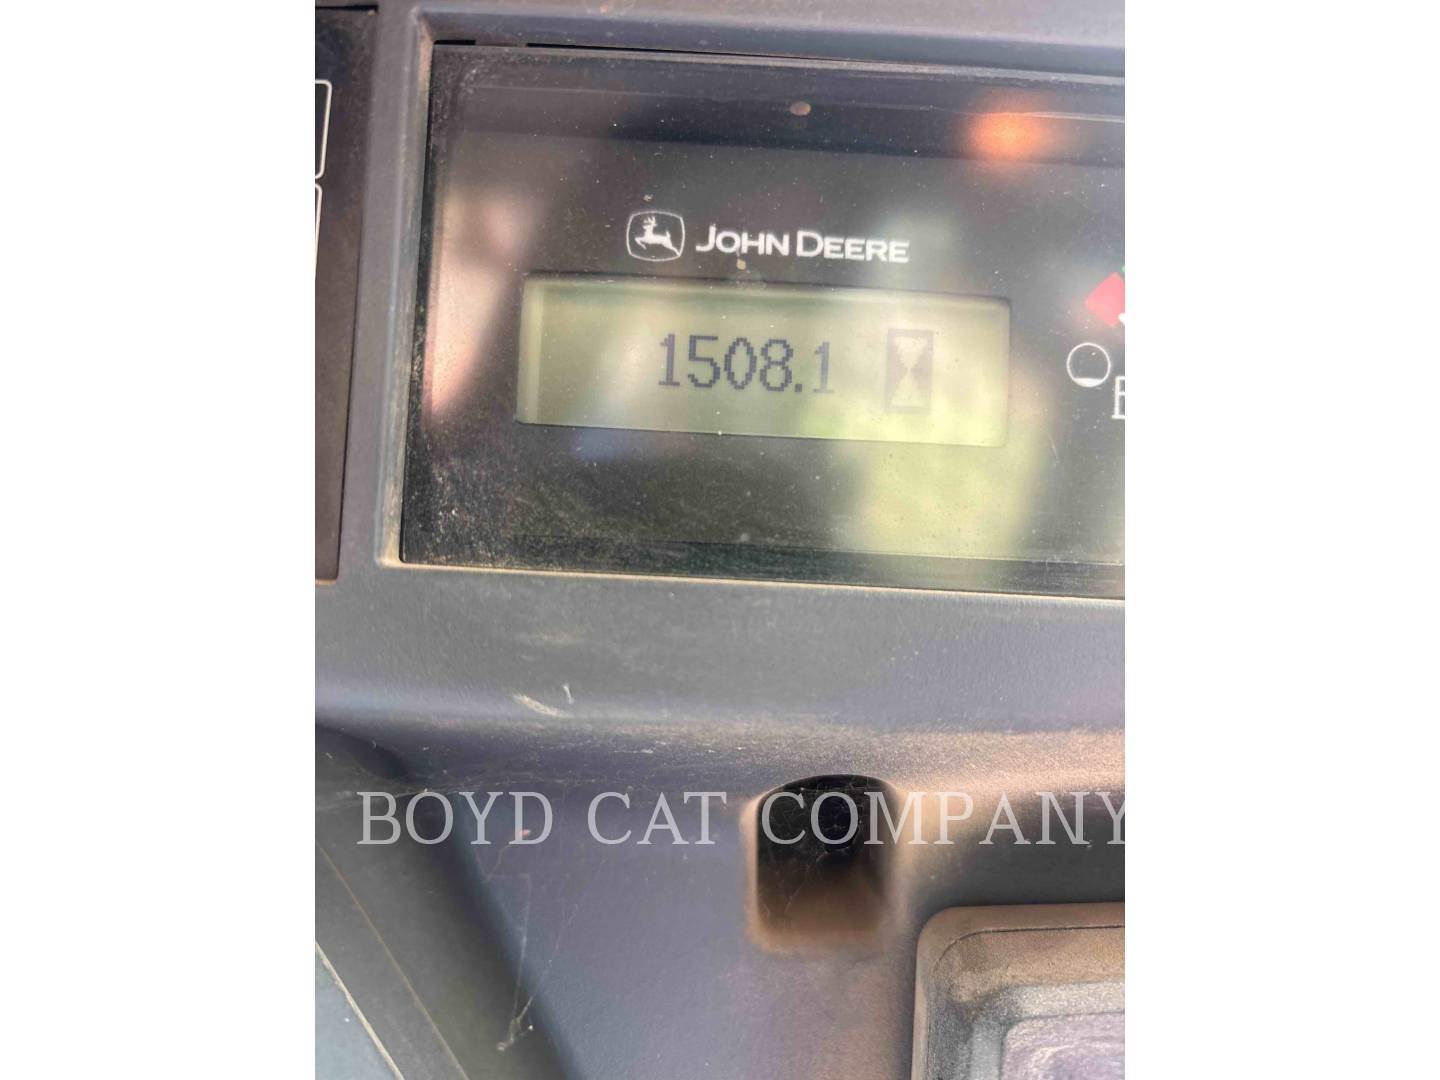 JOHN DEERE
1508.1
E
BOYD CAT COMPANY